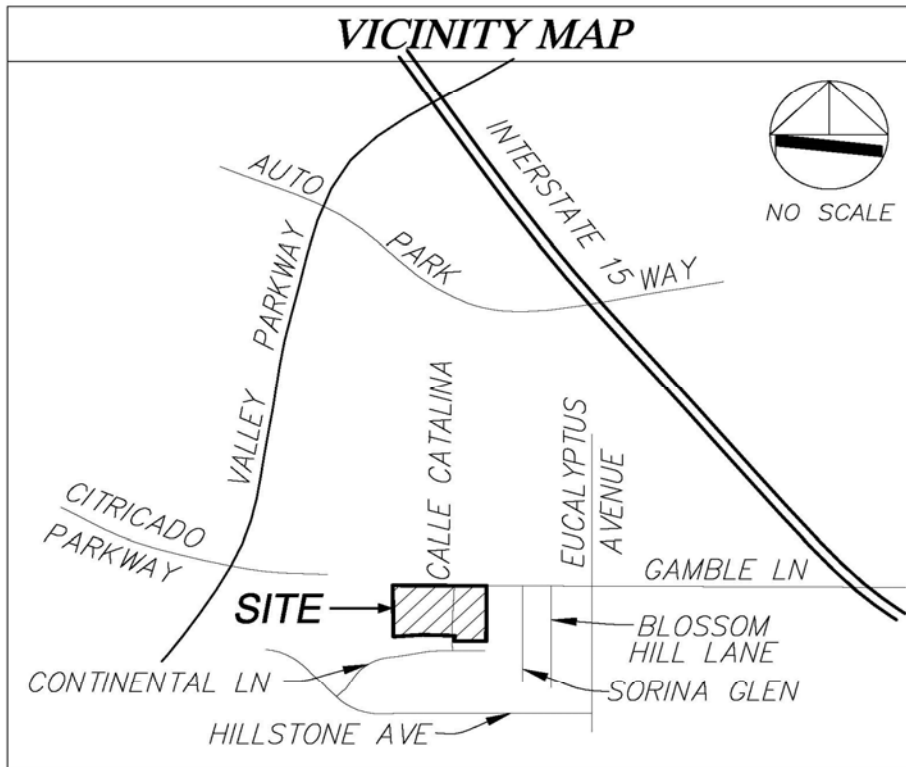 VICINITY MAP
INTERSTATE 15
NO SCALE
AUTO
PARK
WAY
VALLEY PARKWAY
CALLE CATALINA
EUCALYPTUS
AVENUE
CITRICADO
PARKWAY
GAMBLE LN
SITE
BLOSSOM
HILL LANE
CONTINENTAL LN
SORINA GLEN
HILLSTONE AVE